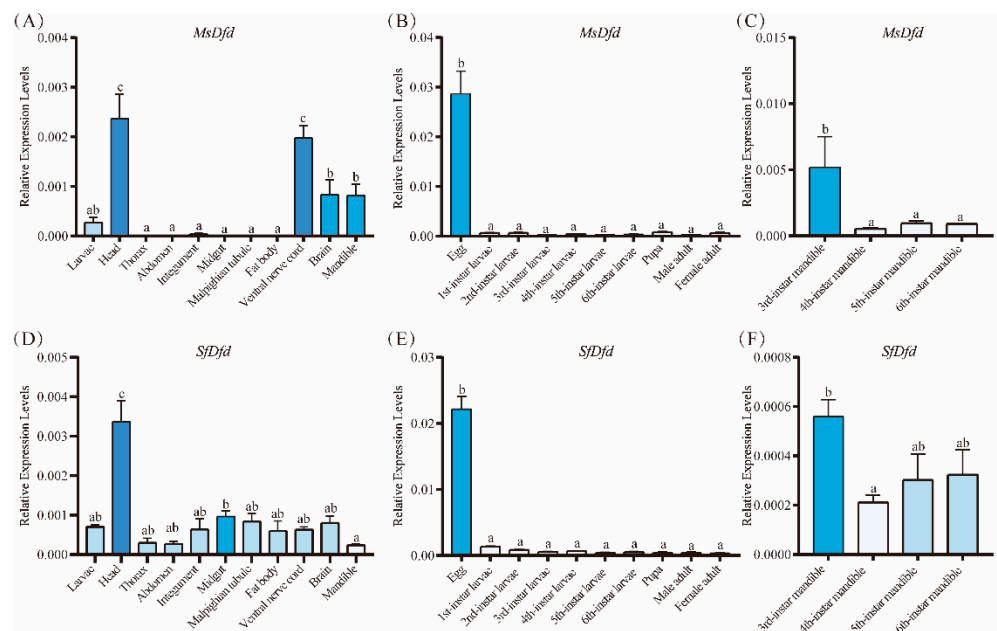 (A)
MsDfd
Relative Expression Levels
0.004
0.003
0.002
0.001
0.000
ab
c
a
a
a
a
a
a
c
b
b
Larvae
Head
Thorax
Abdomen
Integument
Midgut
Malpighian tubule
Fat body
Ventral nerve cord
Brain
Mandible
(B)
MsDfd
Relative Expression Levels
0.04
0.03
0.02
0.01
0.00
b
a
a
a
a
a
a
a
a
a
Egg
1st-instar larvae
2nd-instar larvae
3rd-instar larvae
4th-instar larvae
5th-instar larvae
6th-instar larvae
Pupa
Male adult
Female adult
(C)
MsDfd
Relative Expression Levels
0.015
0.010
0.005
0.000
b
a
a
a
3rd-instar mandible
4th-instar mandible
5th-instar mandible
6th-instar mandible
(D)
SfDfd
Relative Expression Levels
0.005
0.004
0.003
0.002
0.001
0.000
ab
c
ab
ab
ab
b
ab
ab
ab
ab
a
Larvae
Head
Thorax
Abdomen
Integument
Midgut
Malpighian tubule
Fat body
Ventral nerve cord
Brain
Mandible
(E)
SfDfd
Relative Expression Levels
0.03
0.02
0.01
0.00
b
a
a
a
a
a
a
a
a
a
Egg
1st-instar larvae
2nd-instar larvae
3rd-instar larvae
4th-instar larvae
5th-instar larvae
6th-instar larvae
Pupa
Male adult
Female adult
(F)
SfDfd
Relative Expression Levels
0.0008
0.0006
0.0004
0.0002
0.0000
b
a
ab
ab
3rd-instar mandible
4th-instar mandible
5th-instar mandible
6th-instar mandible